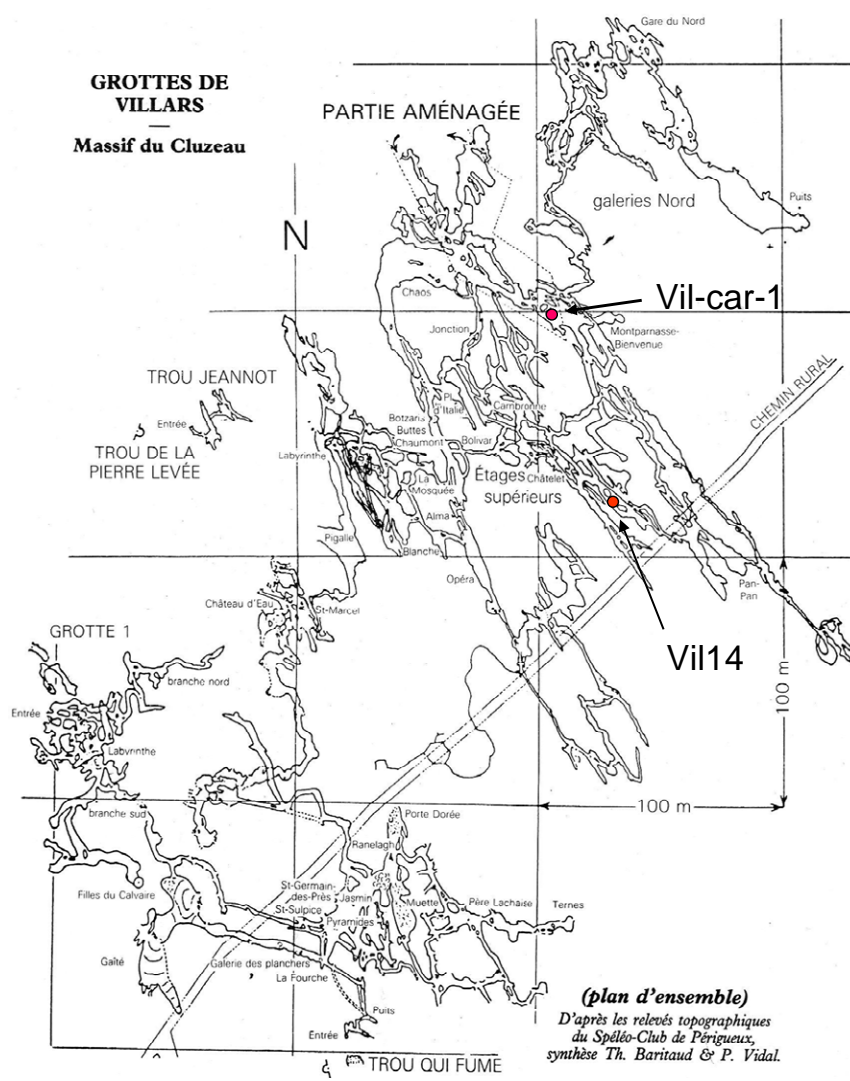 Gare du Nord
GROTTES DE
VILLARS
Massif du Cluzeau
PARTIE AMÉNAGÉE
galeries Nord
Puits
N
Chaos
Vil-car-1
Jonction
Montparnasse-
Bienvenue
TROU JEANNOT
Entrée
TROU DE LA
PIERRE LEVÉE
CHEMIN RURAL
Pl.
d'Italie
Cambronne
Botzaris
Buttes
Chaumont
Bolivar
Labyrinthe
La
Mosquée
Étages
supérieurs
Châtelet
Alma
Pigalle
Blanche
Opéra
Pan-
Pan
Château d'Eau
St-Marcel
Vil14
GROTTE 1
branche nord
Entrée
Labyrinthe
100 m
branche sud
100 m
Porte Dorée
Ranelagh
Filles du Calvaire
St-Germain-
des-Prés
Jasmin
St-Sulpice
Pyramides
Muette
Père Lachaise
Ternes
Gaîté
Galerie des planchers
La Fourche
Puits
Entrée
TROU QUI FUME
(plan d'ensemble)
D'après les relevés topographiques
du Spéléo-Club de Périgueux,
synthèse Th. Baritaud & P. Vidal.